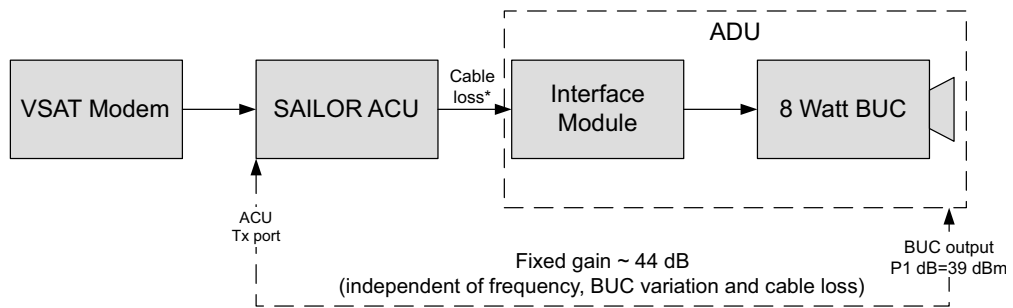 ADU
VSAT Modem
SAILOR ACU
Cable
loss*
Interface
Module
8 Watt BUC
ACU
Tx port
BUC output
P1 dB=39 dBm
Fixed gain ~ 44 dB
(independent of frequency, BUC variation and cable loss)